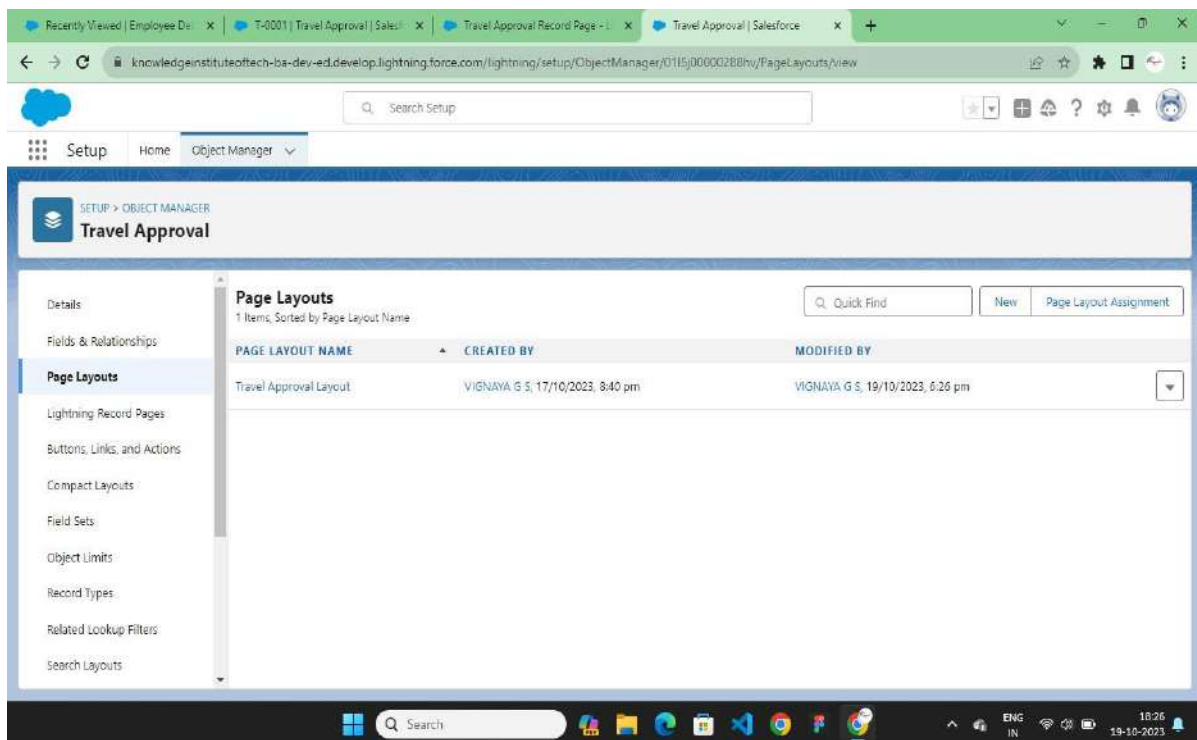 Recently Viewed | Employee De
T-0001 | Travel Approval | Sales
Travel Approval Record Page - L
Travel Approval | Salesforce
knowledgeinstituteoftech-ba-dev-ed.develop.lightning.force.com/lightning/setup/ObjectManager/01I5j00000288hv/PageLayouts/view
Search Setup
Setup Home Object Manager
SETUP > OBJECT MANAGER
Travel Approval
Details
Fields & Relationships
Page Layouts
Lightning Record Pages
Buttons, Links, and Actions
Compact Layouts
Field Sets
Object Limits
Record Types
Related Lookup Filters
Search Layouts
Page Layouts
1 Items, Sorted by Page Layout Name
Quick Find
New
Page Layout Assignment
PAGE LAYOUT NAME CREATED BY MODIFIED BY
Travel Approval Layout VIGNAYA G S, 17/10/2023, 8:40 pm VIGNAYA G S, 19/10/2023, 6:26 pm
Search
ENG
IN
18:26
19-10-2023